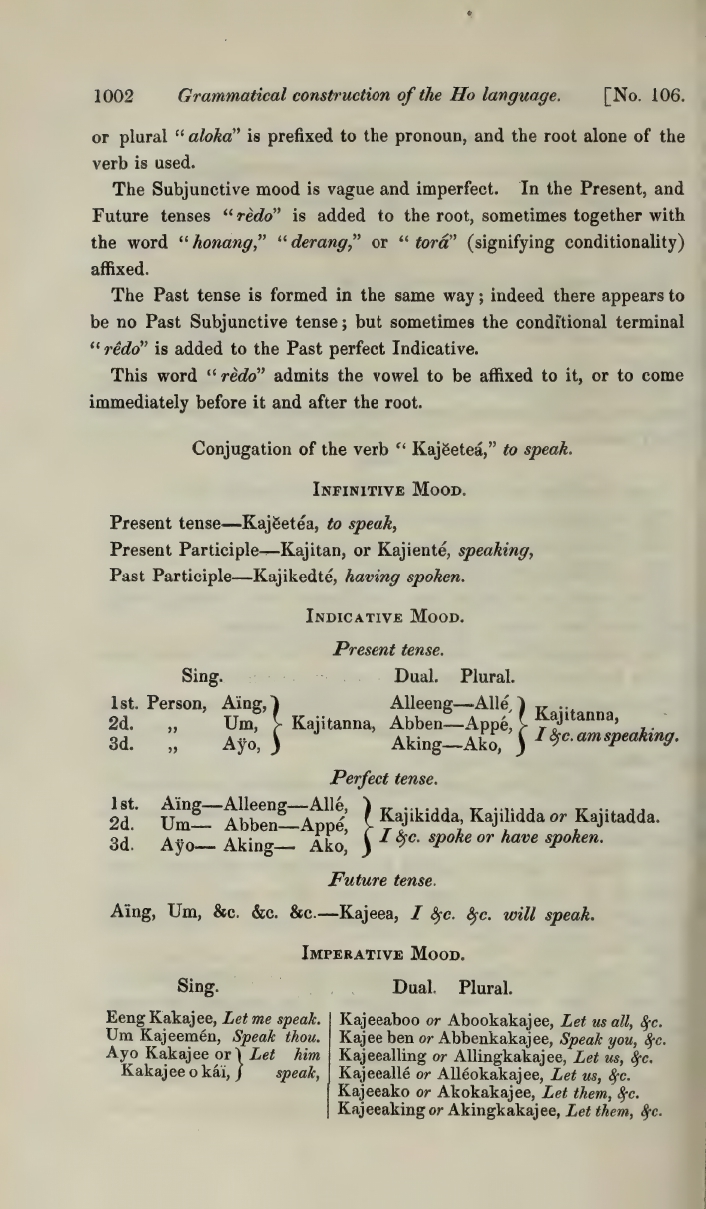 1002 Grammatical construction of the Ho language. [No. 106.
or plural “aloka” is prefixed to the pronoun, and the root alone of the
verb is used.
The Subjunctive mood is vague and imperfect. In the Present, and
Future tenses “rèdo” is added to the root, sometimes together with
the word “honang,” “derang,” or “torá” (signifying conditionality)
affixed.
The Past tense is formed in the same way; indeed there appears to
be no Past Subjunctive tense; but sometimes the conditional terminal
“rêdo” is added to the Past perfect Indicative.
This word “rèdo” admits the vowel to be affixed to it, or to come
immediately before it and after the root.
Conjugation of the verb “Kajĕeteá,” to speak.
INFINITIVE MOOD.
Present tense—Kajĕetéa, to speak,
Present Participle—Kajitan, or Kajienté, speaking,
Past Participle—Kajikedté, having spoken.
INDICATIVE MOOD.
Present tense.
Sing. Dual. Plural.
1st. Person, Aïng, } Kajitanna, Alleeng—Allé, } Kajitanna,
2d. „ Um, Abben—Appé, I &c. am speaking.
3d. „ Aÿo, Aking—Ako,
Perfect tense.
1st. Aïng—Alleeng—Allé, } Kajikidda, Kajilidda or Kajitadda.
2d. Um— Abben—Appé, I &c. spoke or have spoken.
3d. Aÿo— Aking— Ako,
Future tense.
Aïng, Um, &c. &c. &c.—Kajeea, I &c. &c. will speak.
IMPERATIVE MOOD.
Sing. Dual. Plural.
Eeng Kakajee, Let me speak. Kajeeaboo or Abookakajee, Let us all, &c.
Um Kajeemén, Speak thou. Kajee ben or Abbenkakajee, Speak you, &c.
Ayo Kakajee or } Let him Kajeealling or Allingkakajee, Let us, &c.
Kakajee o káï, speak, Kajeeallé or Alléokakajee, Let us, &c.
Kajeeako or Akokakajee, Let them, &c.
Kajeeaking or Akingkakajee, Let them, &c.